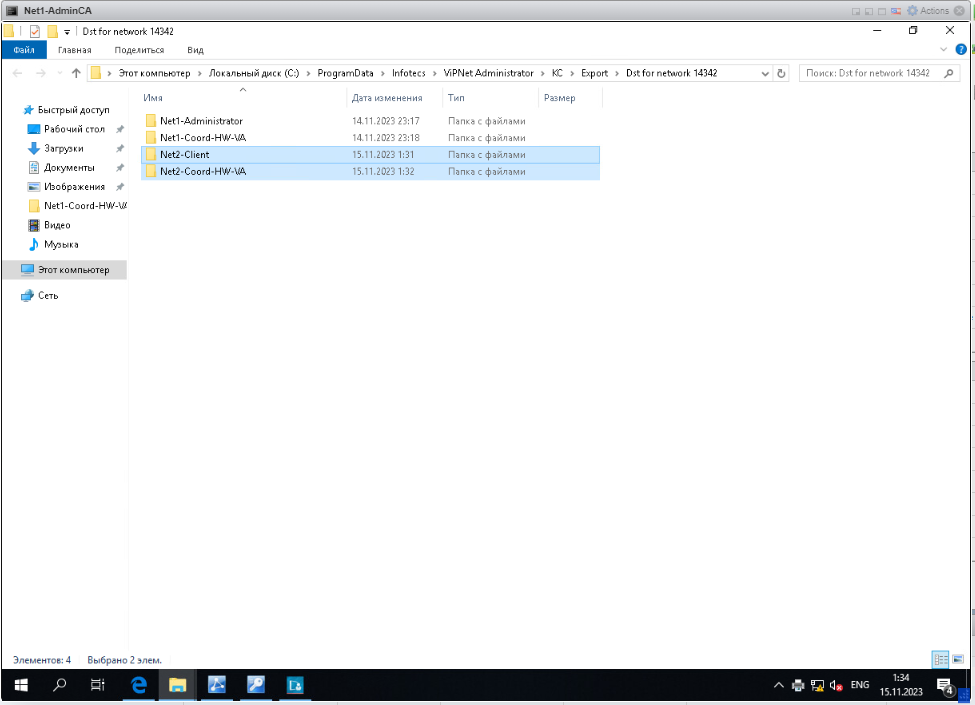 Net1-AdminCA
Actions
Dst for network 14342
Файл Главная Поделиться Вид
Этот компьютер > Локальный диск (C:) > ProgramData > Infotecs > ViPNet Administrator > KC > Export > Dst for network 14342
Поиск: Dst for network 14342
Имя Дата изменения Тип Размер
Быстрый доступ
Рабочий стол
Загрузки
Документы
Изображения
Net1-Coord-HW-VA
Видео
Музыка
Этот компьютер
Сеть
Net1-Administrator 14.11.2023 23:17 Папка с файлами
Net1-Coord-HW-VA 14.11.2023 23:18 Папка с файлами
Net2-Client 15.11.2023 1:31 Папка с файлами
Net2-Coord-HW-VA 15.11.2023 1:32 Папка с файлами
Элементов: 4 Выбрано 2 элем.
ENG
1:34
15.11.2023
4